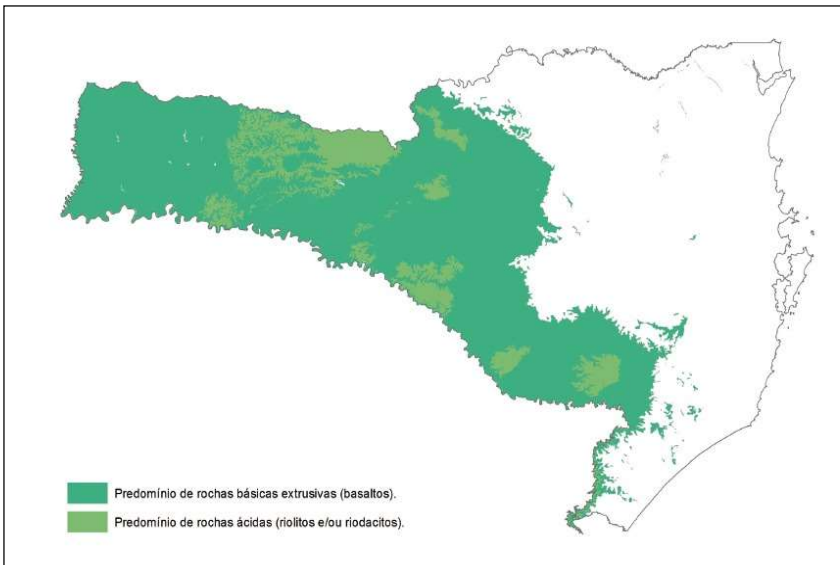 Predomínio de rochas básicas extrusivas (basaltos).
Predomínio de rochas ácidas (riolitos e/ou riodacitos).